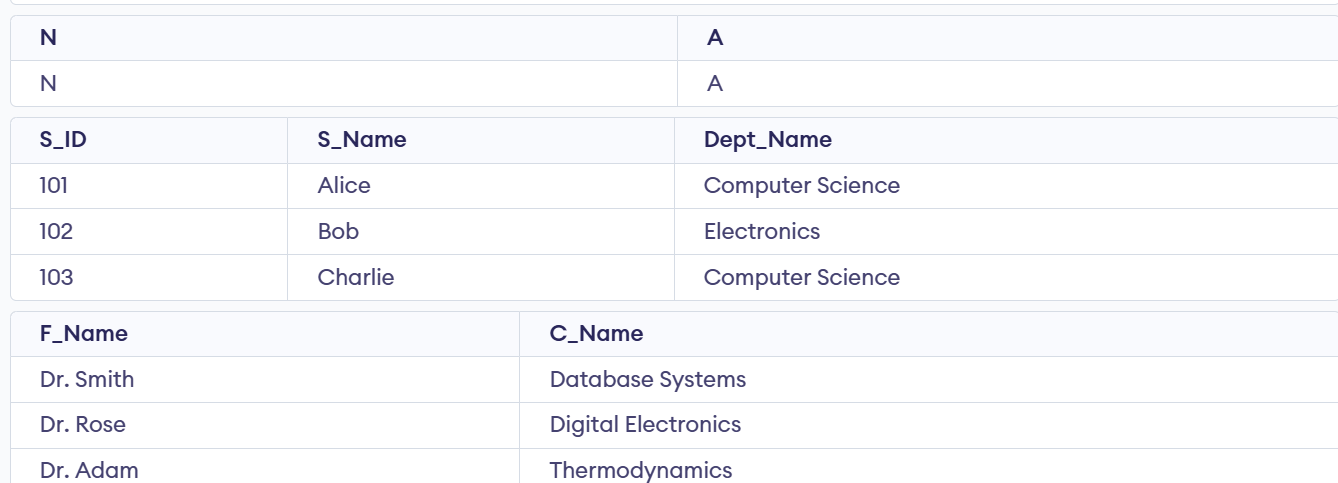 N A
N A
S_ID S_Name Dept_Name
101 Alice Computer Science
102 Bob Electronics
103 Charlie Computer Science
F_Name C_Name
Dr. Smith Database Systems
Dr. Rose Digital Electronics
Dr. Adam Thermodynamics